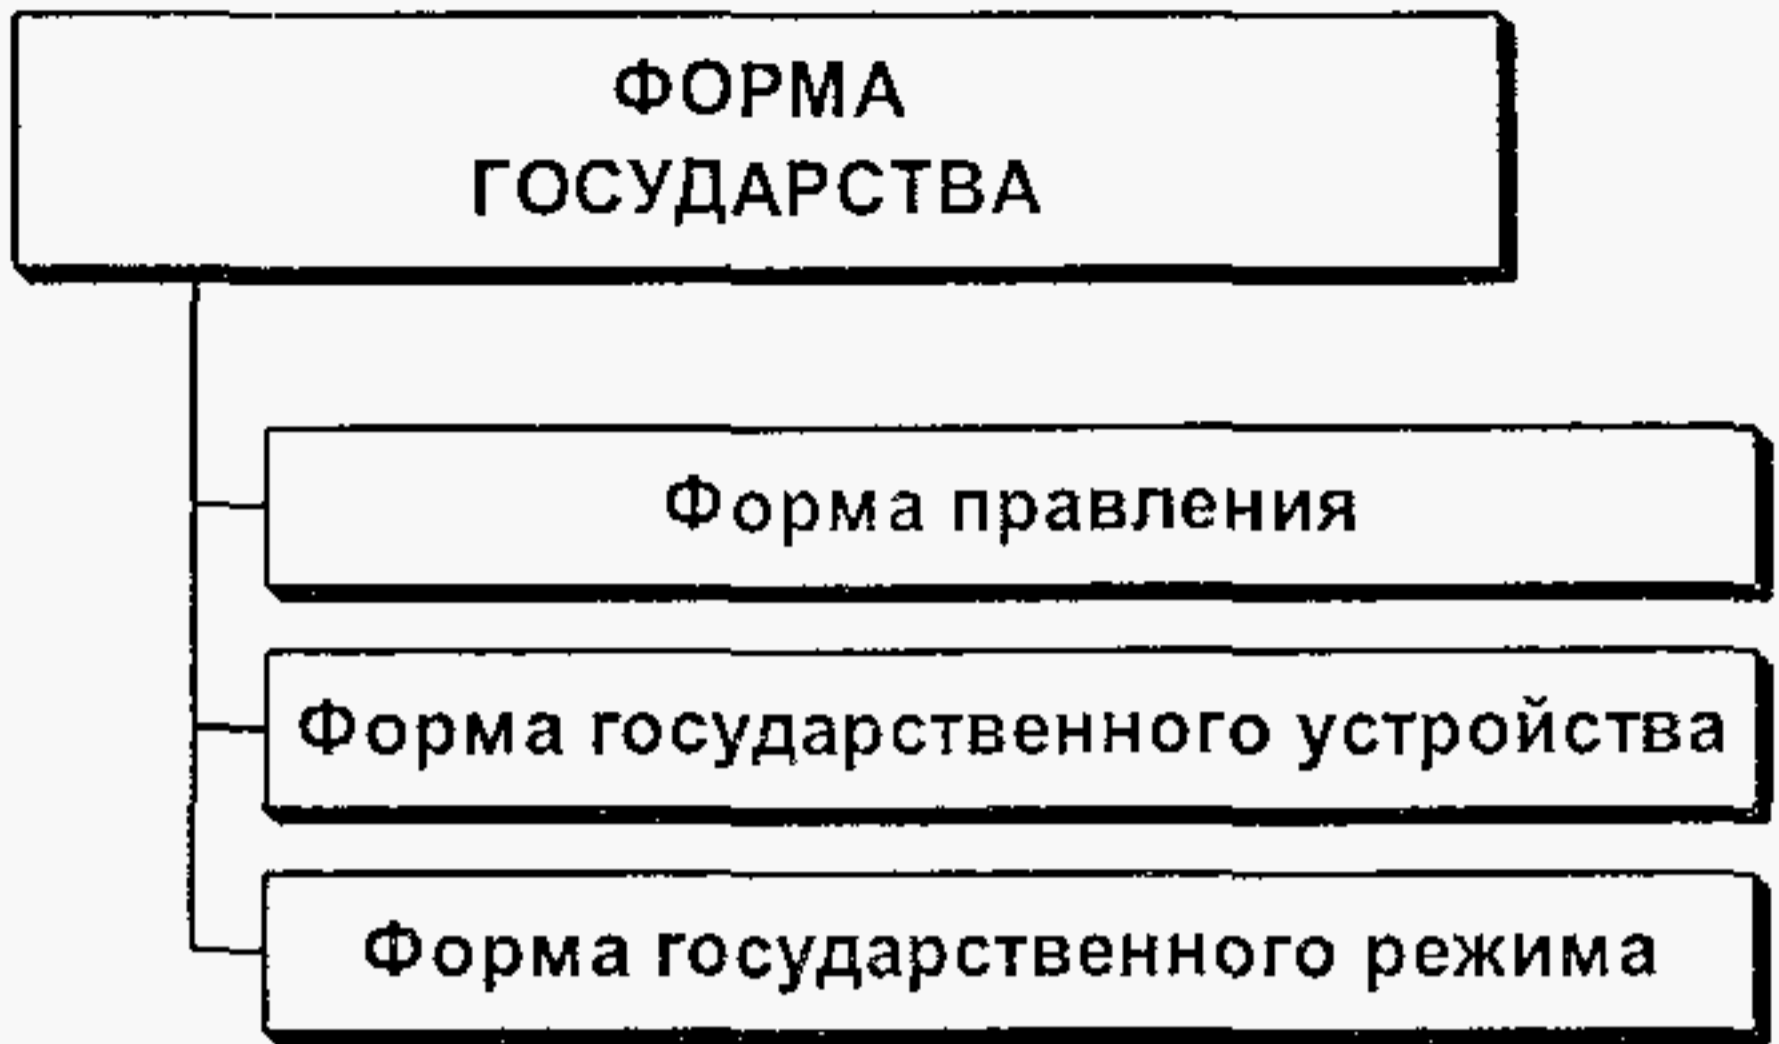 ФОРМА
ГОСУДАРСТВА
Форма правления
Форма государственного устройства
Форма государственного режима